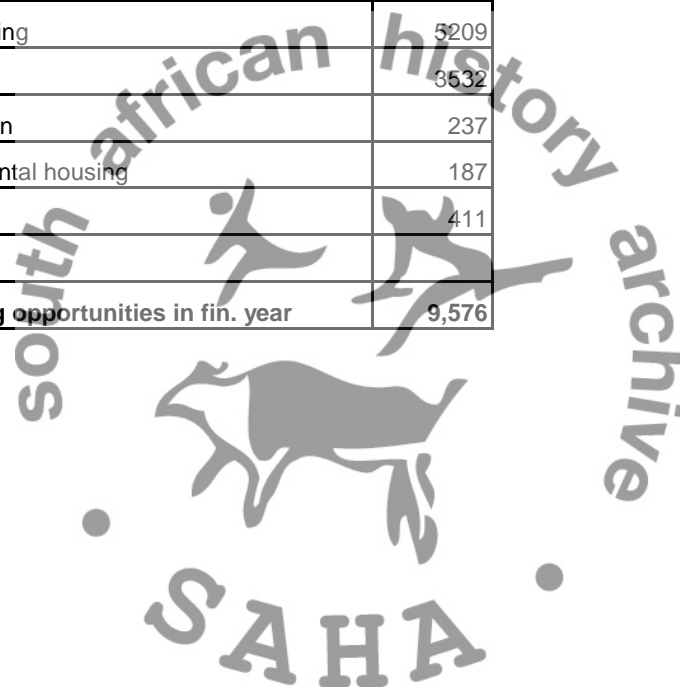 ing 5209
3532
n 237
ntal housing 187
411
g opportunities in fin. year 9,576
south african history archive
SAHA